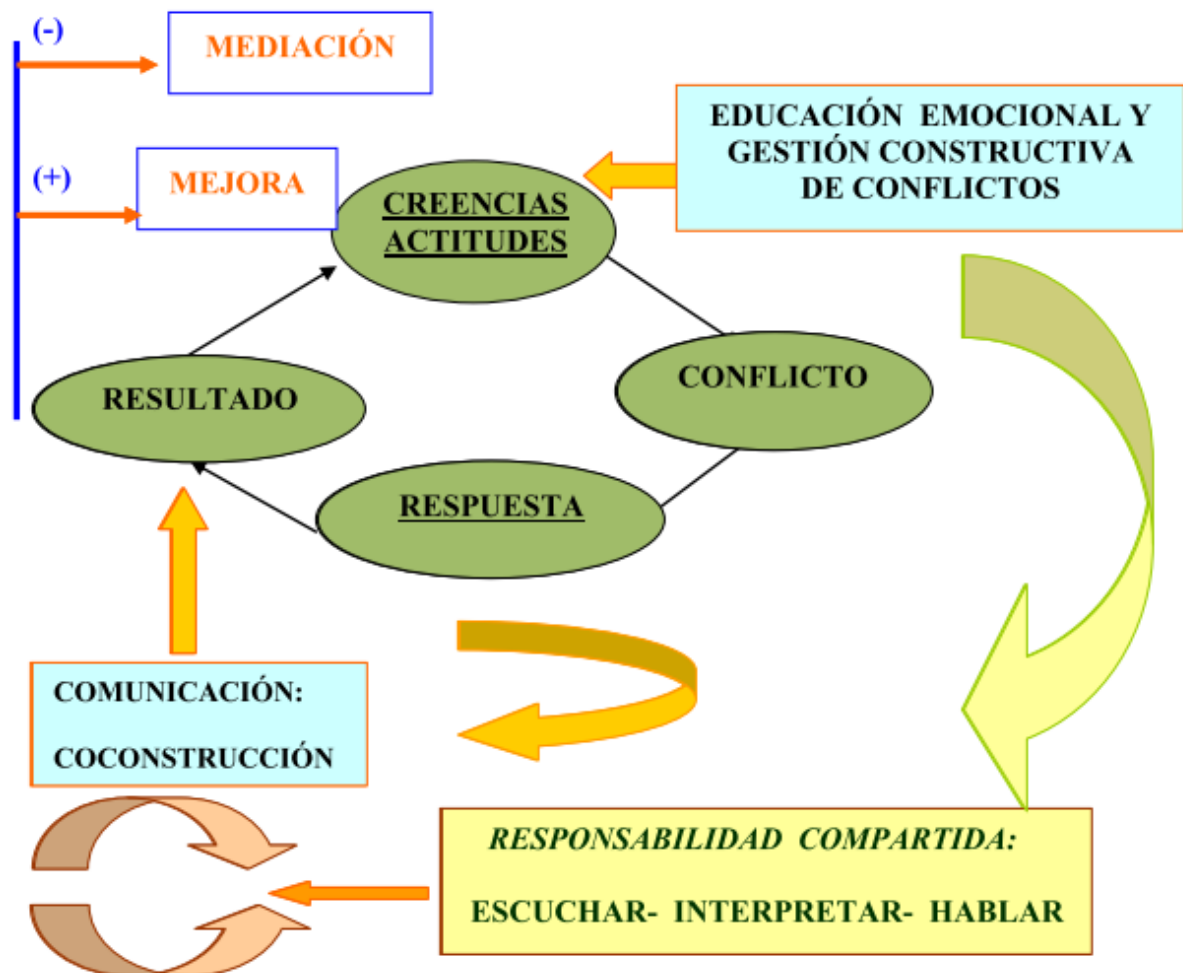 (-)
MEDIACIÓN
EDUCACIÓN EMOCIONAL Y
GESTIÓN CONSTRUCTIVA
DE CONFLICTOS
(+)
MEJORA
CREENCIAS
ACTITUDES
CONFLICTO
RESULTADO
RESPUESTA
COMUNICACIÓN:
COCONSTRUCCIÓN
RESPONSABILIDAD COMPARTIDA:
ESCUCHAR- INTERPRETAR- HABLAR